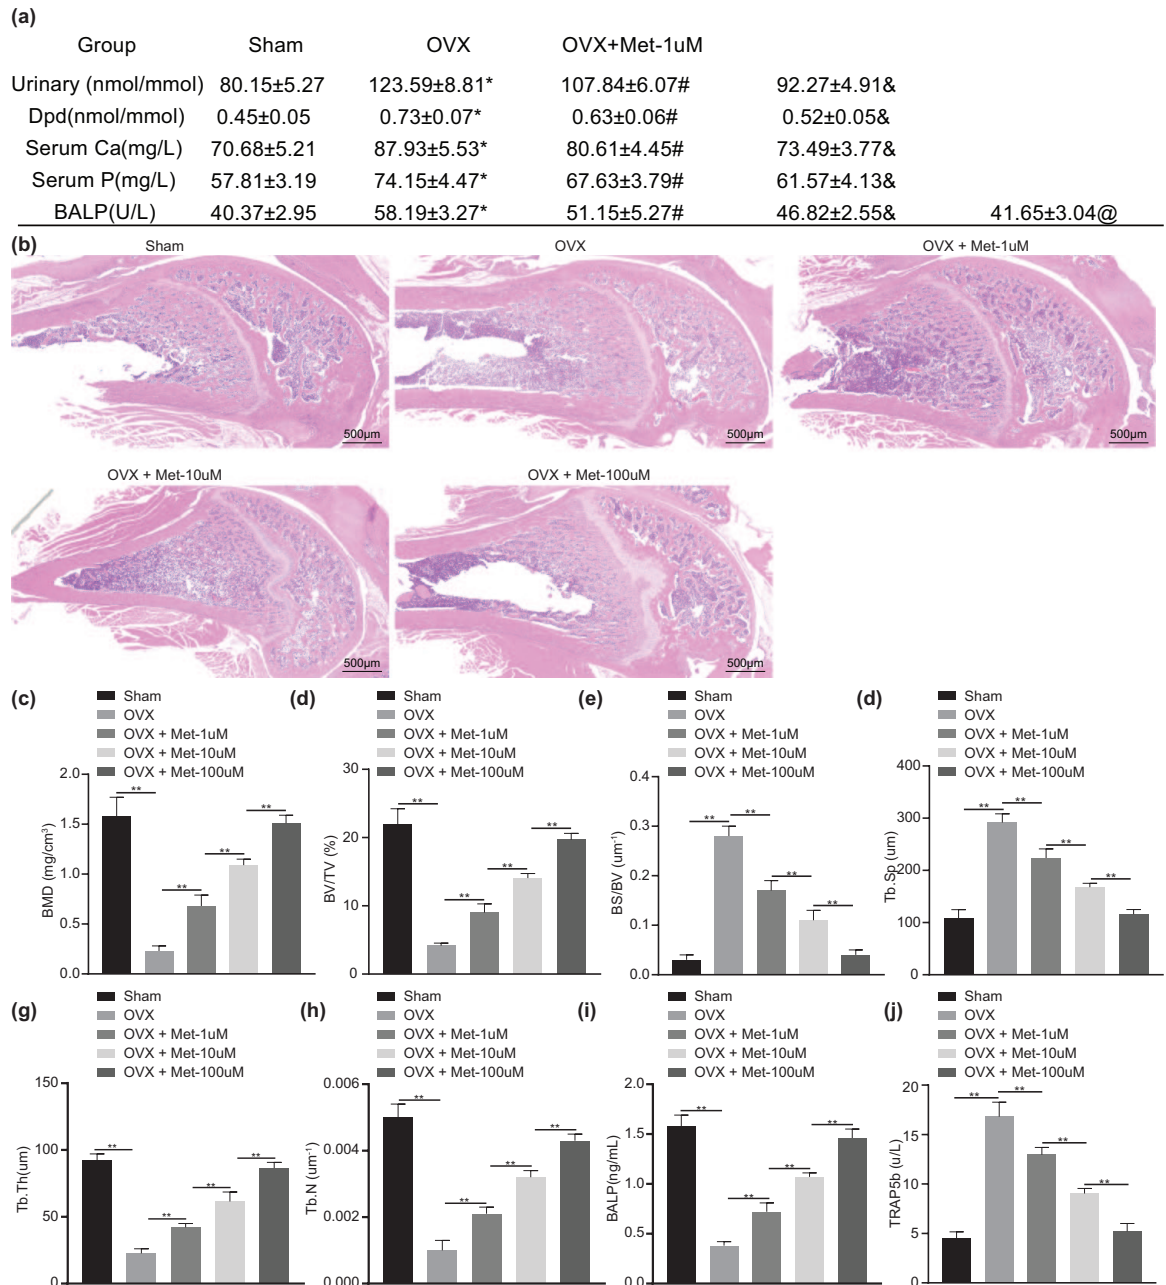 (a)
Group Sham OVX OVX+Met-1uM
Urinary (nmol/mmol) 80.15±5.27 123.59±8.81* 107.84±6.07# 92.27±4.91&
Dpd(nmol/mmol) 0.45±0.05 0.73±0.07* 0.63±0.06# 0.52±0.05&
Serum Ca(mg/L) 70.68±5.21 87.93±5.53* 80.61±4.45# 73.49±3.77&
Serum P(mg/L) 57.81±3.19 74.15±4.47* 67.63±3.79# 61.57±4.13&
BALP(U/L) 40.37±2.95 58.19±3.27* 51.15±5.27# 46.82±2.55& 41.65±3.04@
(b) Sham OVX OVX + Met-1uM
500µm 500µm 500µm
OVX + Met-10uM OVX + Met-100uM
500µm 500µm
(c)
Sham
OVX
OVX + Met-1uM
OVX + Met-10uM
OVX + Met-100uM
BMD (mg/cm³)
2.0
1.5
1.0
0.5
0.0
** ** ** **
(d)
Sham
OVX
OVX + Met-1uM
OVX + Met-10uM
OVX + Met-100uM
BV/TV (%)
30
20
10
0
** ** ** **
(e)
Sham
OVX
OVX + Met-1uM
OVX + Met-10uM
OVX + Met-100uM
BS/BV (um⁻¹)
0.4
0.3
0.2
0.1
0.0
** ** ** **
(d)
Sham
OVX
OVX + Met-1uM
OVX + Met-10uM
OVX + Met-100uM
Tb.Sp (um)
400
300
200
100
0
** ** ** **
(g)
Sham
OVX
OVX + Met-1uM
OVX + Met-10uM
OVX + Met-100uM
Tb.Th(um)
150
100
50
0
** ** ** **
(h)
Sham
OVX
OVX + Met-1uM
OVX + Met-10uM
OVX + Met-100uM
Tb.N (um⁻¹)
0.006
0.004
0.002
0.000
** ** ** **
(i)
Sham
OVX
OVX + Met-1uM
OVX + Met-10uM
OVX + Met-100uM
BALP(ng/mL)
2.0
1.5
1.0
0.5
0.0
** ** ** **
(j)
Sham
OVX
OVX + Met-1uM
OVX + Met-10uM
OVX + Met-100uM
TRAP5b (u/L)
20
15
10
5
0
** ** ** **